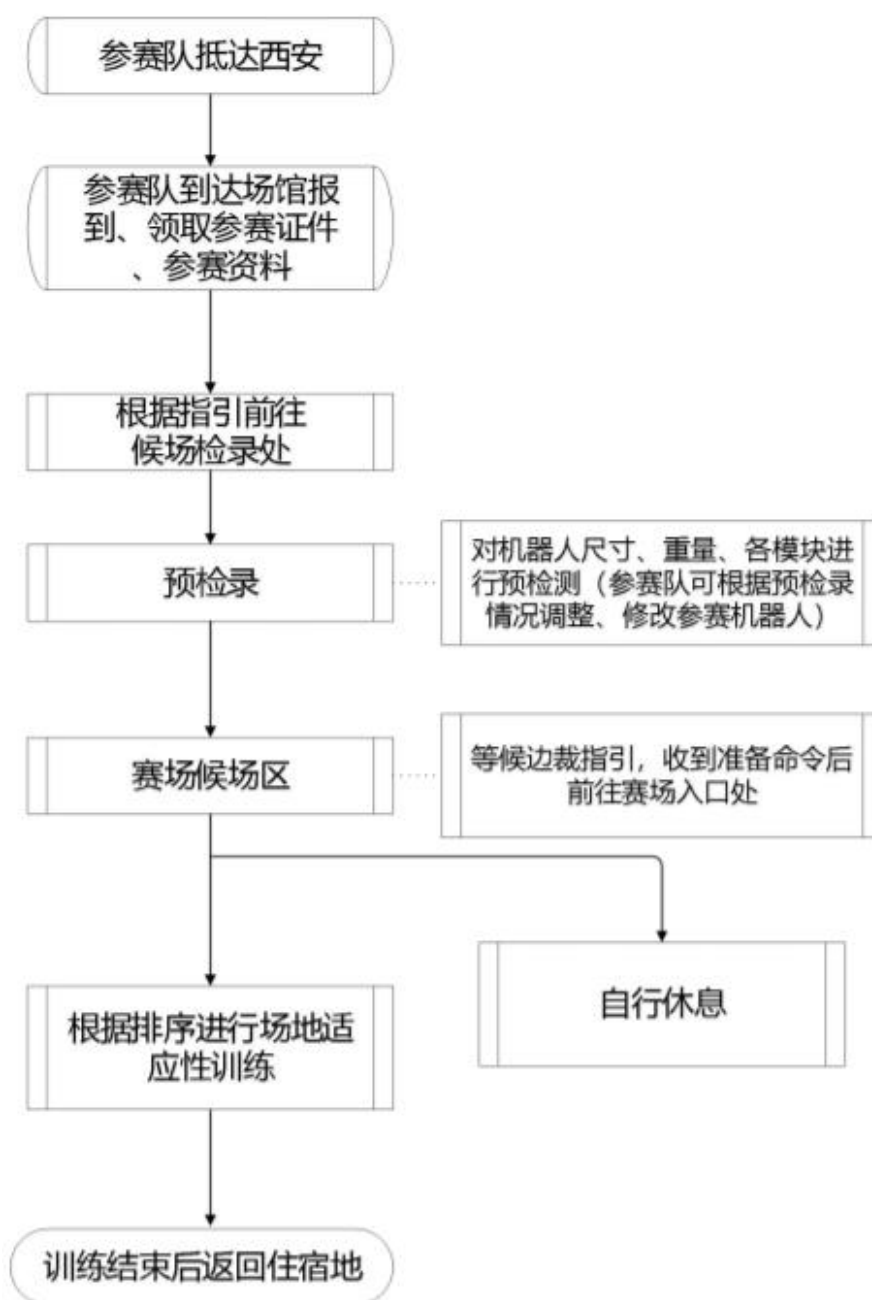 参赛队抵达西安
参赛队到达场馆报
到、领取参赛证件
、参赛资料
根据指引前往
候场检录处
预检录
对机器人尺寸、重量、各模块进
行预检测（参赛队可根据预检录
情况调整、修改参赛机器人）
赛场候场区
等候边裁指引，收到准备命令后
前往赛场入口处
自行休息
根据排序进行场地适
应性训练
训练结束后返回住宿地